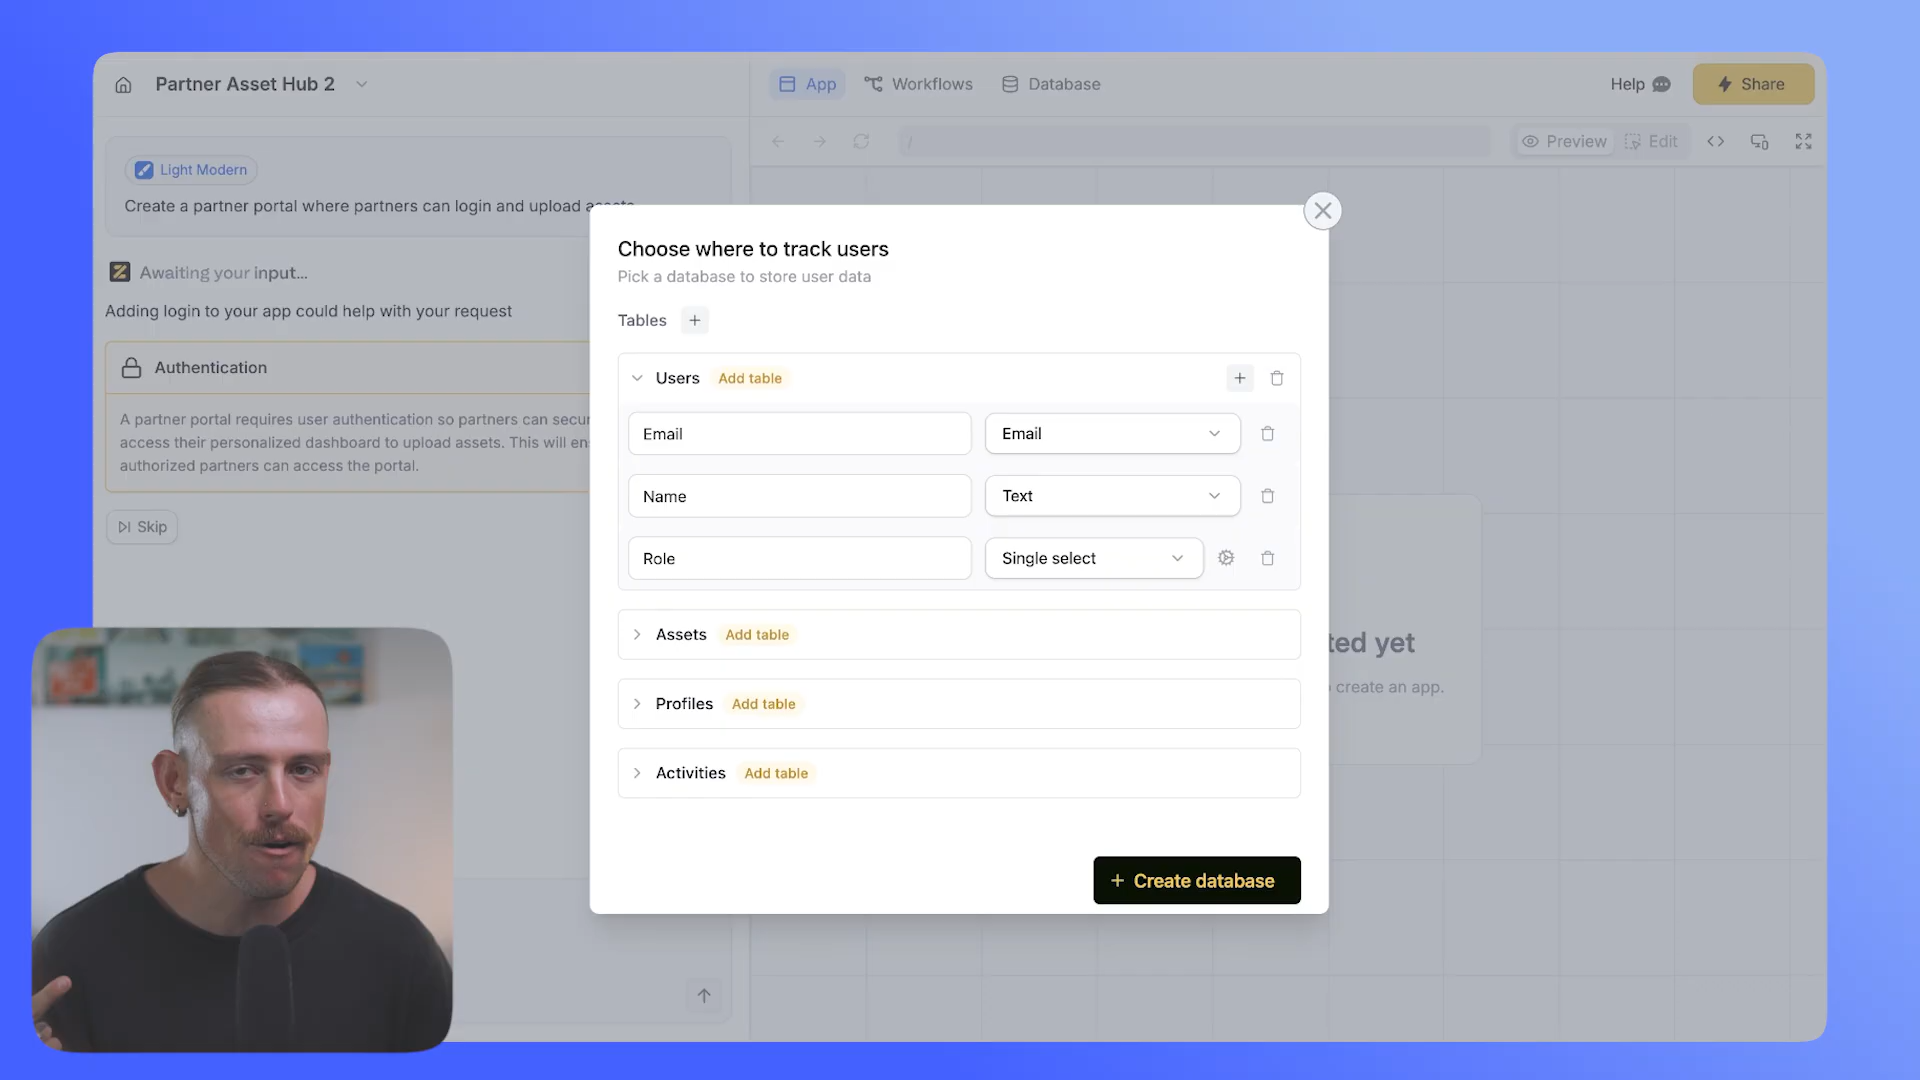 Partner Asset Hub 2
App
Workflows
Database
Help
Share
/
Preview
Edit
Light Modern
Create a partner portal where partners can login and upload assets
Awaiting your input...
Adding login to your app could help with your request
Authentication
A partner portal requires user authentication so partners can
access their personalized dashboard to upload assets. This will
authorized partners can access the portal.
Skip
Choose where to track users
Pick a database to store user data
Tables
Users Add table
Email Email
Name Text
Role Single select
Assets Add table
Profiles Add table
Activities Add table
Create database
yet
create an app.